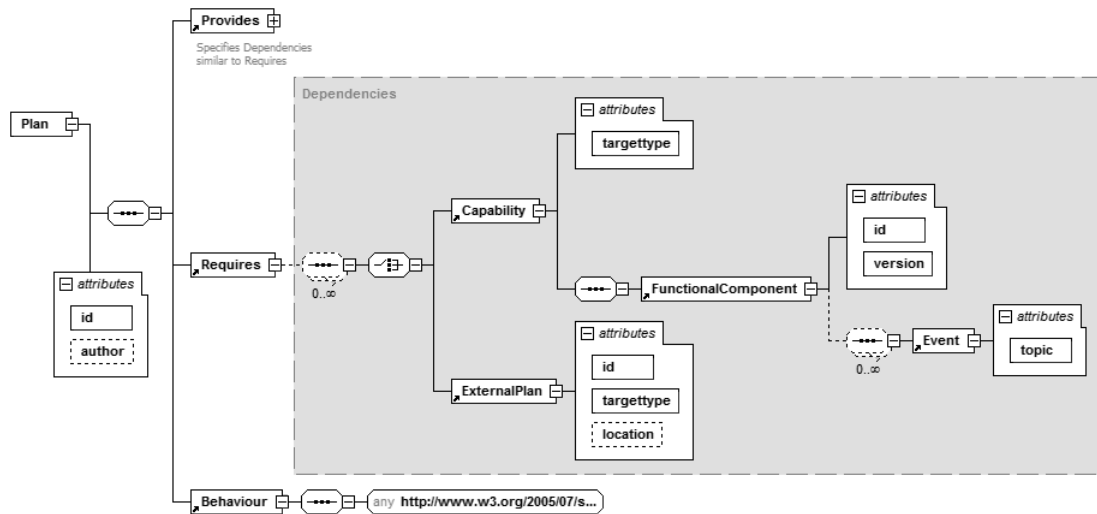 Provides
Specifies Dependencies
similar to Requires
Dependencies
attributes
targettype
Plan
Capability
attributes
id
version
Requires
0..∞
FunctionalComponent
attributes
id
author
attributes
id
targettype
location
ExternalPlan
0..∞
Event
attributes
topic
Behaviour
any http://www.w3.org/2005/07/s...